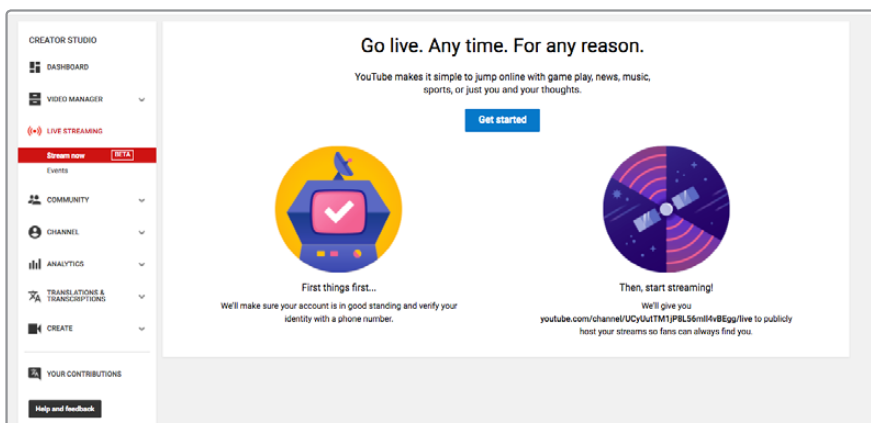 CREATOR STUDIO
DASHBOARD
VIDEO MANAGER
LIVE STREAMING
Stream now BETA
Events
COMMUNITY
CHANNEL
ANALYTICS
TRANSLATIONS &
TRANSCRIPTIONS
CREATE
YOUR CONTRIBUTIONS
Help and feedback
Go live. Any time. For any reason.
YouTube makes it simple to jump online with game play, news, music,
sports, or just you and your thoughts.
Get started
First things first...
We'll make sure your account is in good standing and verify your
identity with a phone number.
Then, start streaming!
We'll give you
youtube.com/channel/UCyUutTM1jP8L56mll4vBEgg/live to publicly
host your streams so fans can always find you.